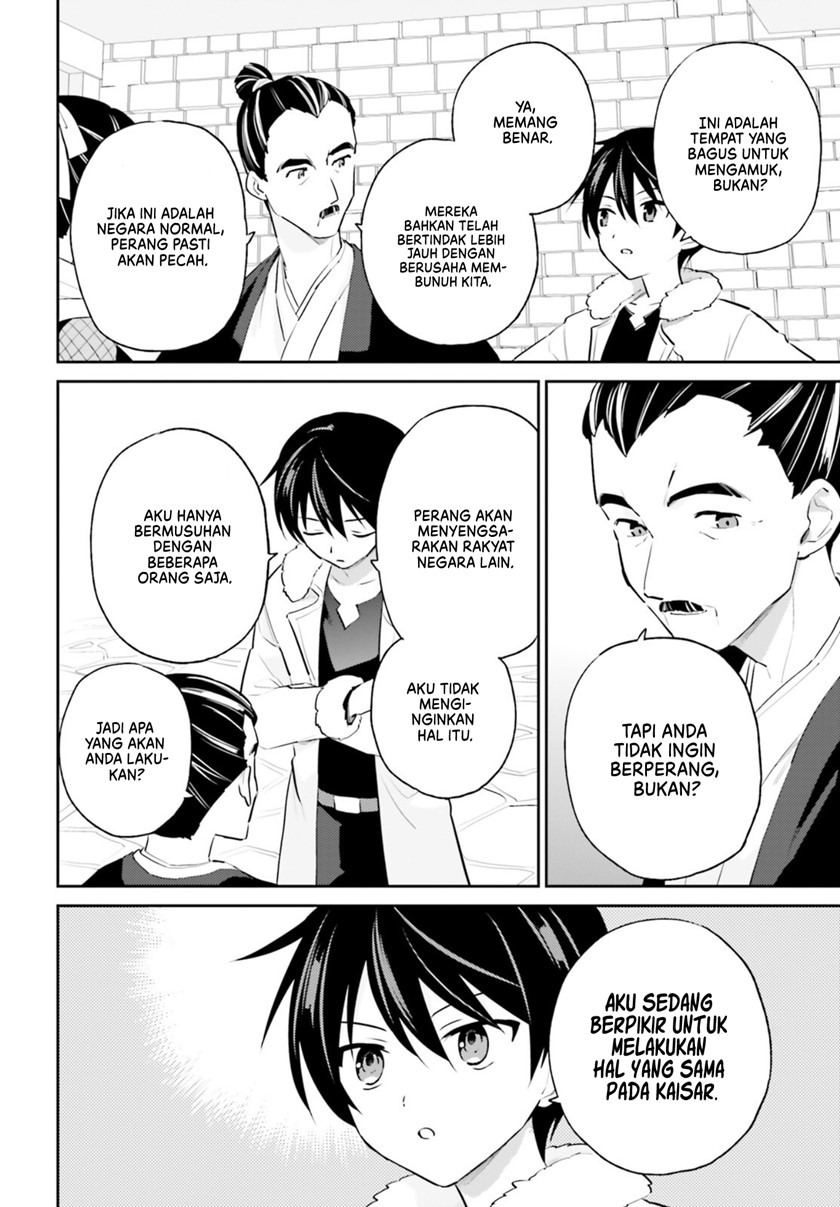 INI ADALAH
TEMPAT YANG
BAGUS UNTUK
MENGAMUK,
BUKAN?
YA,
MEMANG
BENAR.
MEREKA
BAHKAN TELAH
BERTINDAK LEBIH
JAUH DENGAN
BERUSAHA MEM-
BUNUH KITA.
JIKA INI ADALAH
NEGARA NORMAL,
PERANG PASTI
AKAN PECAH.
TAPI ANDA
TIDAK INGIN
BERPERANG,
BUKAN?
PERANG AKAN
MENYENGSA-
RAKAN RAKYAT
NEGARA LAIN.
AKU TIDAK
MENGI-
NGINKAN
HAL ITU.
AKU HANYA
BERMUSUHAN
DENGAN
BEBERAPA
ORANG SAJA.
JADI APA
YANG AKAN
ANDA LAKU-
KAN?
AKU SEDANG
BERPIKIR UNTUK
MELAKUKAN
HAL YANG SAMA
PADA KAISAR.